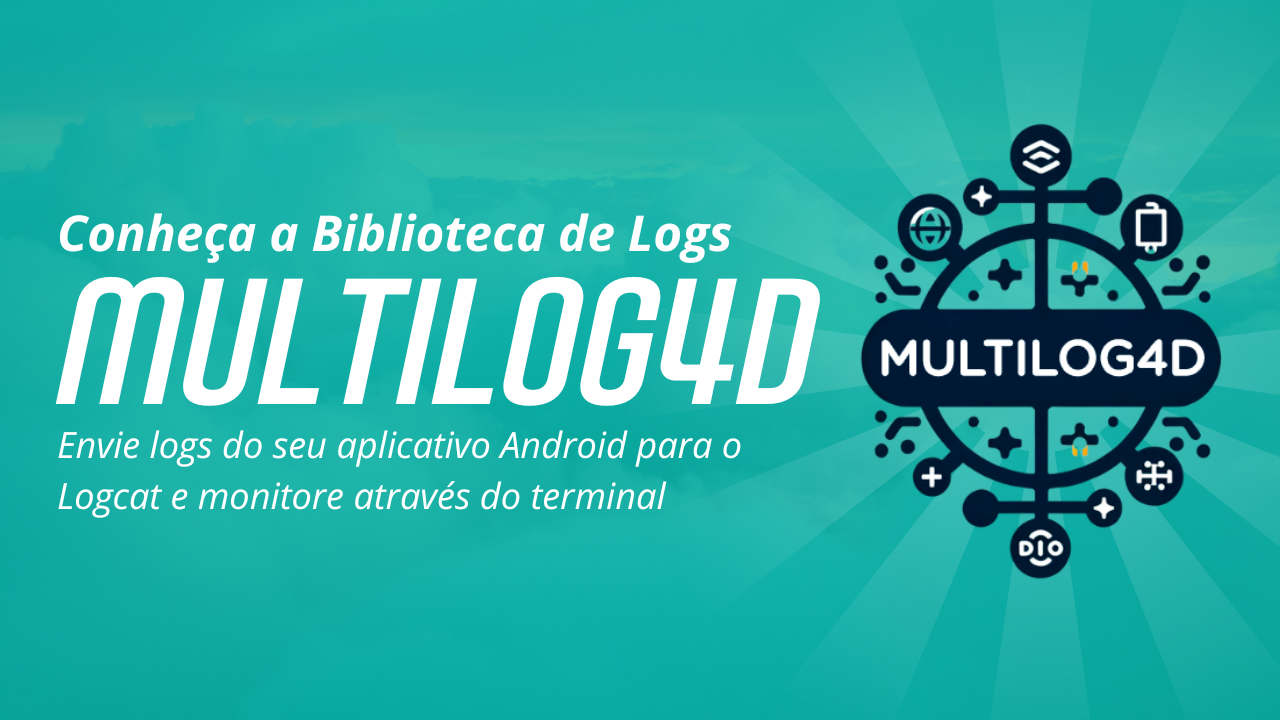 Conheça a Biblioteca de Logs
MULTILOG4D
Envie logs do seu aplicativo Android para o
Logcat e monitore através do terminal
MULTILOG4D
DIO